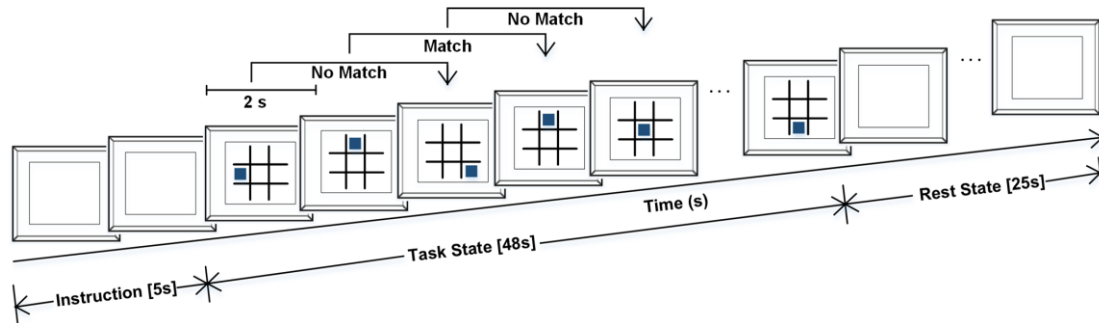 No Match
Match
No Match
2 s
...
...
Time (s)
Rest State [25s]
Task State [48s]
Instruction [5s]